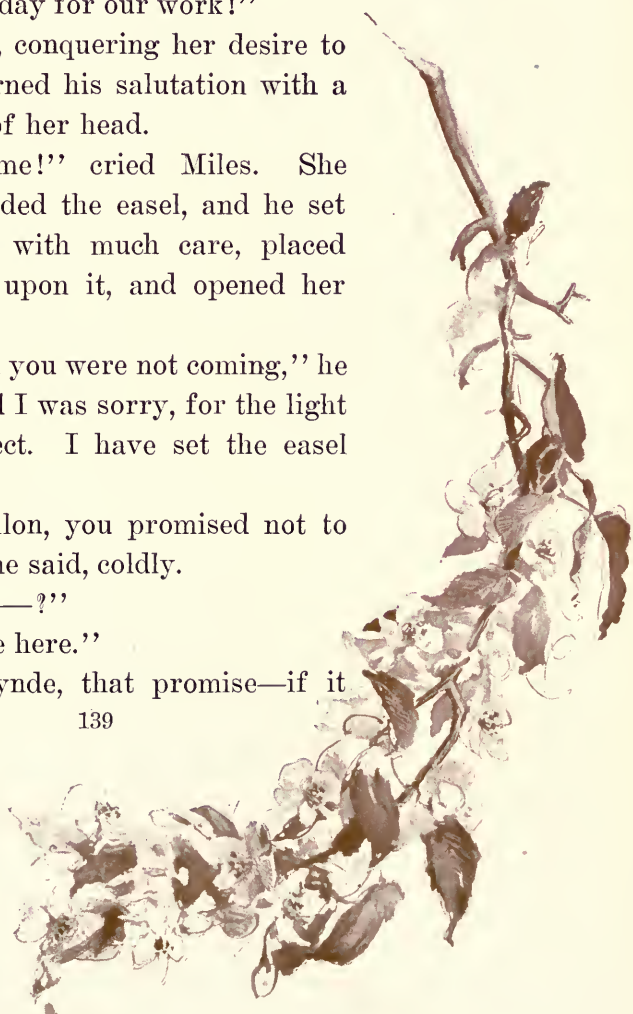 day for our work!”
, conquering her desire to
rned his salutation with a
of her head.
me!” cried Miles. She
ded the easel, and he set
with much care, placed
upon it, and opened her
you were not coming,” he
I was sorry, for the light
ect. I have set the easel
lon, you promised not to
he said, coldly.
—?”
e here.”
ynde, that promise—if it
139